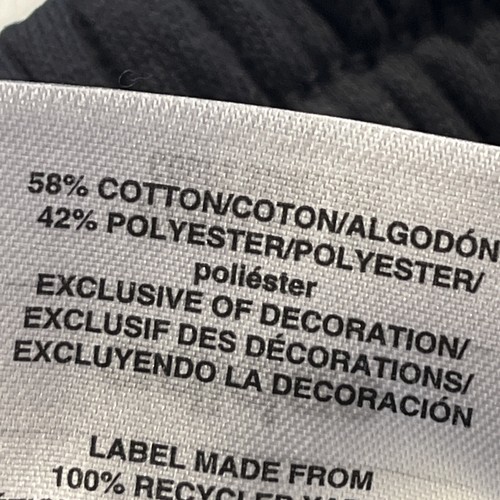 58% COTTON/COTON/ALGODÓN
42% POLYESTER/POLYESTER/
poliéster
EXCLUSIVE OF DECORATION/
EXCLUSIF DES DÉCORATIONS/
EXCLUYENDO LA DECORACIÓN
LABEL MADE FROM
100% RECYCLED